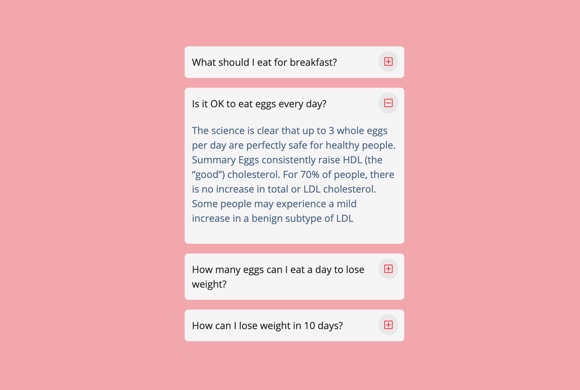 What should I eat for breakfast?
Is it OK to eat eggs every day?
The science is clear that up to 3 whole eggs
per day are perfectly safe for healthy people.
Summary Eggs consistently raise HDL (the
“good”) cholesterol. For 70% of people, there
is no increase in total or LDL cholesterol.
Some people may experience a mild
increase in a benign subtype of LDL
How many eggs can I eat a day to lose
weight?
How can I lose weight in 10 days?